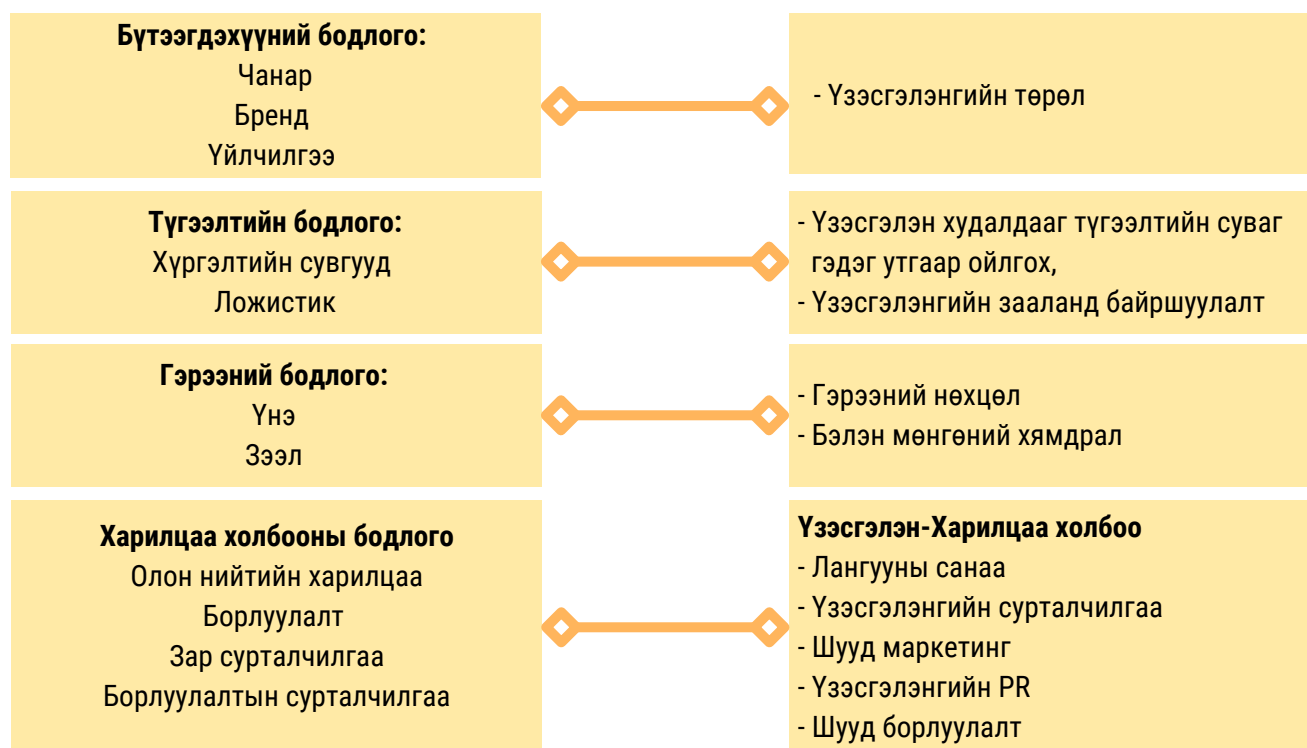 Бүтээгдэхүүний бодлого:
Чанар
Бренд
Үйлчилгээ
- Үзэсгэлэнгийн төрөл
Түгээлтийн бодлого:
Хүргэлтийн сувгууд
Ложистик
- Үзэсгэлэн худалдааг түгээлтийн суваг
гэдэг утгаар ойлгох,
- Үзэсгэлэнгийн зааланд байршуулалт
Гэрээний бодлого:
Үнэ
Зээл
- Гэрээний нөхцөл
- Бэлэн мөнгөний хямдрал
Харилцаа холбооны бодлого
Олон нийтийн харилцаа
Борлуулалт
Зар сурталчилгаа
Борлуулалтын сурталчилгаа
Үзэсгэлэн-Харилцаа холбоо
- Лангууны санаа
- Үзэсгэлэнгийн сурталчилгаа
- Шууд маркетинг
- Үзэсгэлэнгийн PR
- Шууд борлуулалт